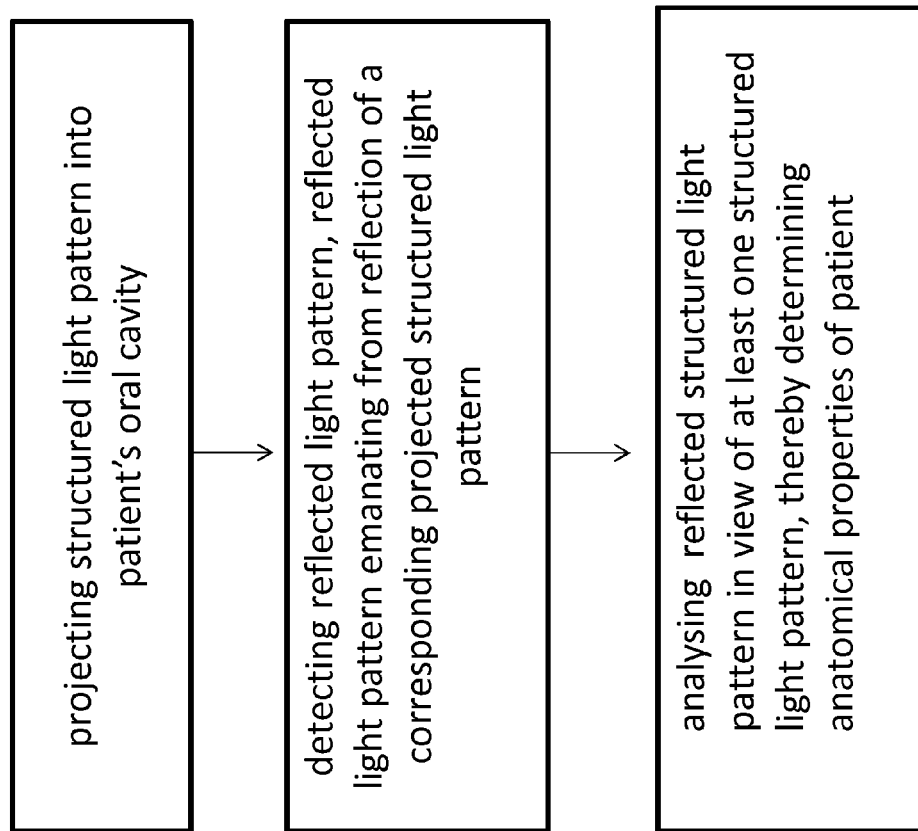 projecting structured light pattern into
patient's oral cavity
detecting reflected light pattern, reflected
light pattern emanating from reflection of a
corresponding projected structured light
pattern
analysing reflected structured light
pattern in view of at least one structured
light pattern, thereby determining
anatomical properties of patient